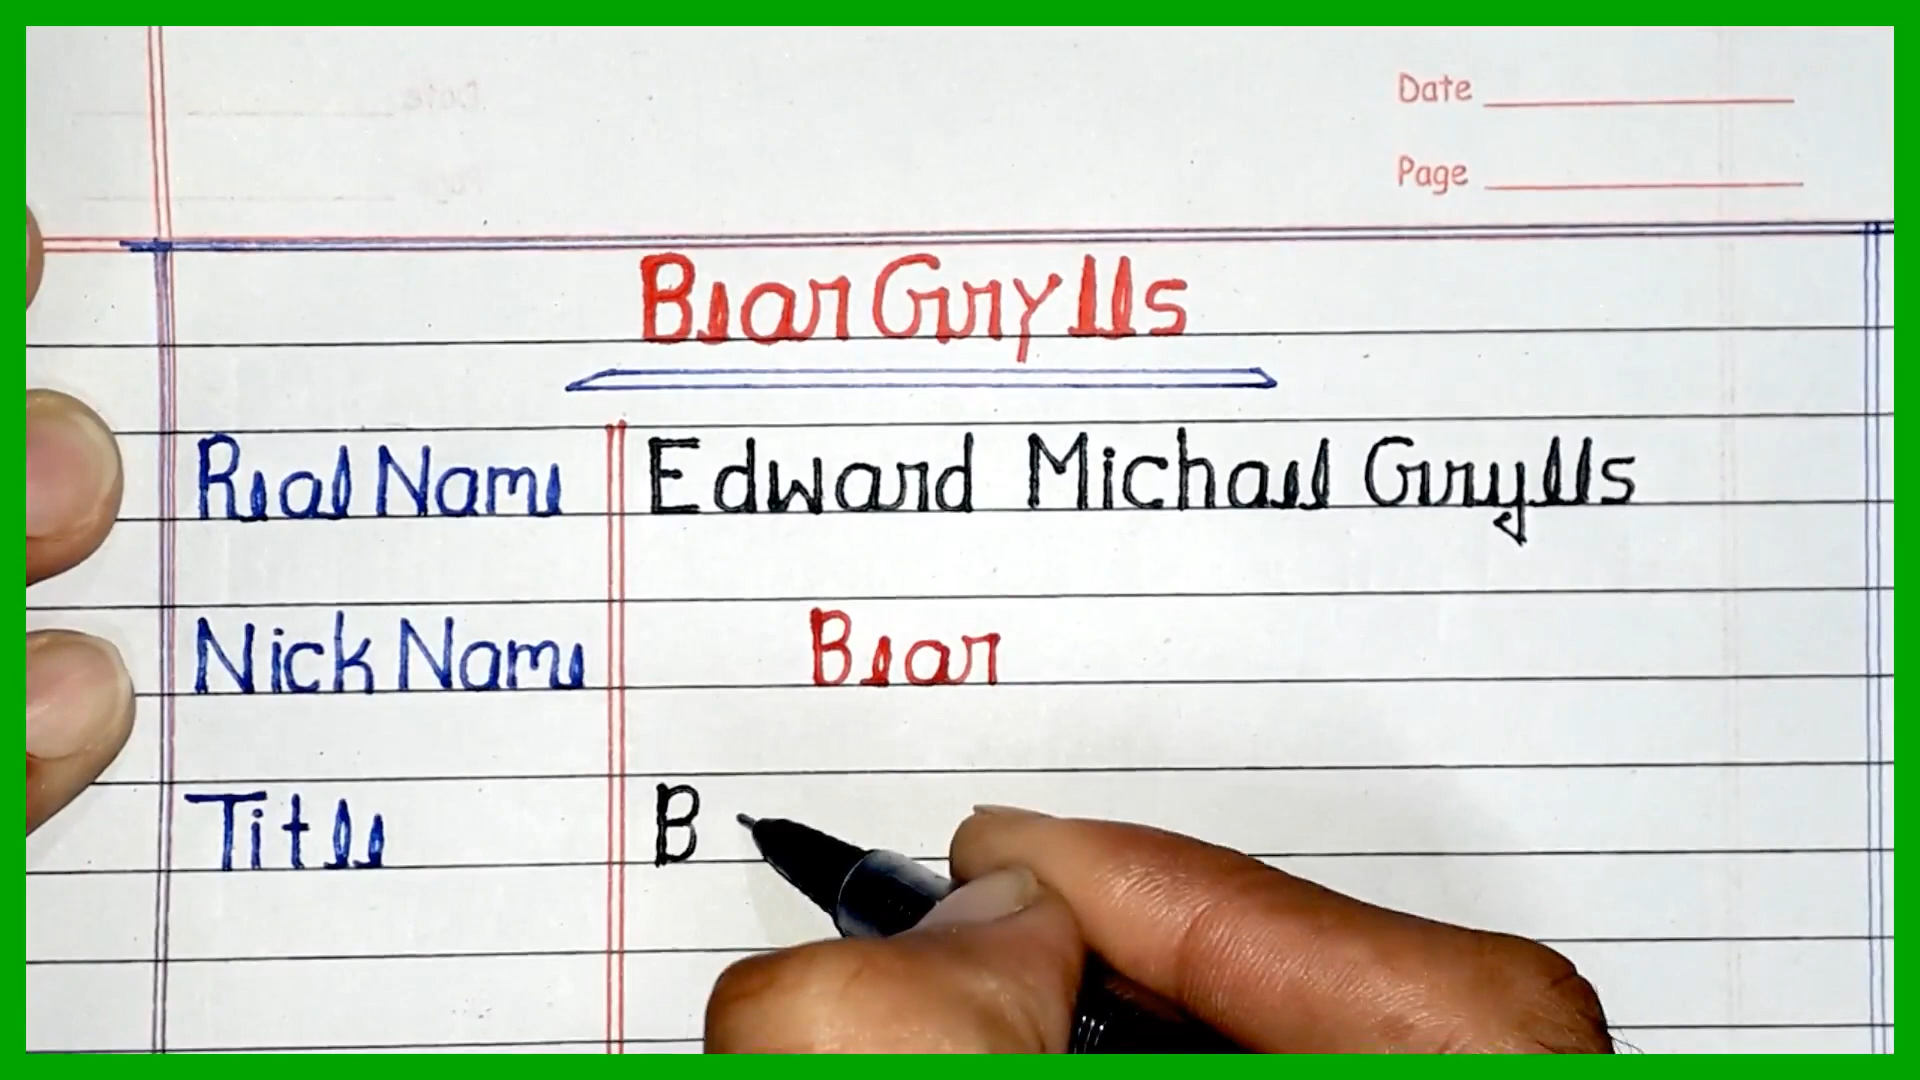 Date
Page
Bear Grylls
Real Name Edward Michael Grylls
Nick Name Bear
Title B